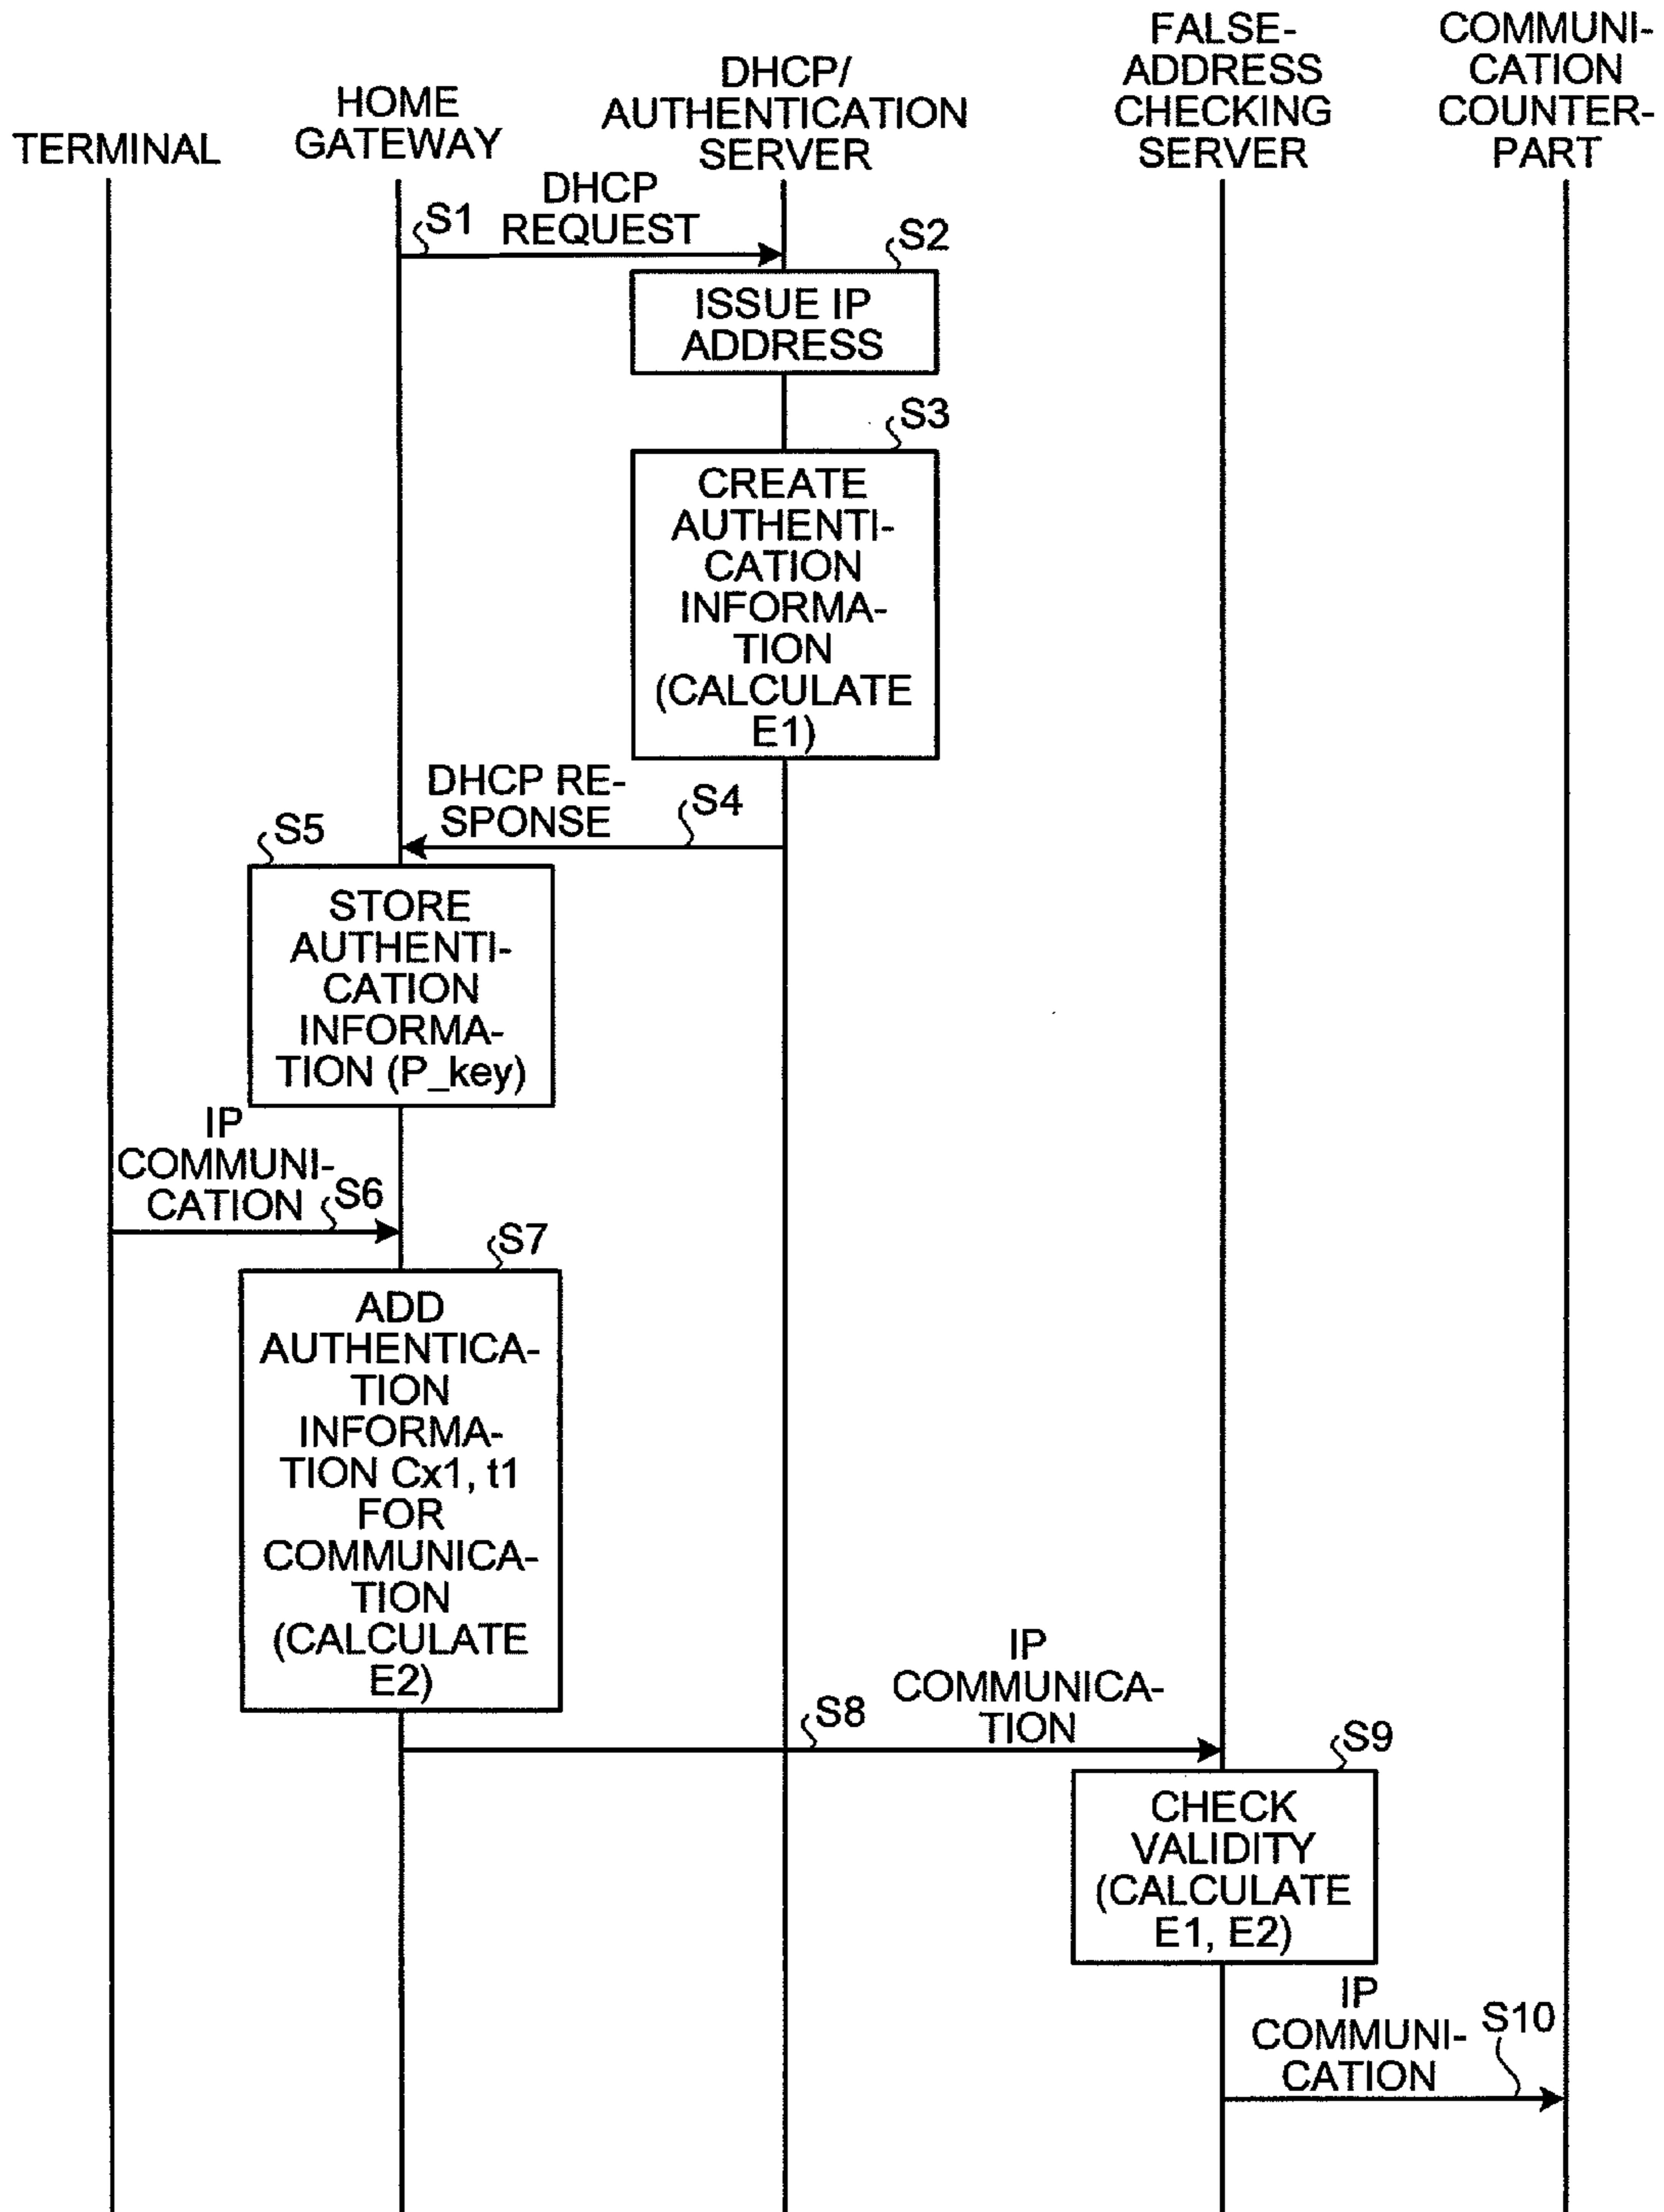 TERMINAL
HOME
GATEWAY
DHCP/
AUTHENTICATION
SERVER
FALSE-
ADDRESS
CHECKING
SERVER
COMMUNI-
CATION
COUNTER-
PART
S1
DHCP
REQUEST
S2
ISSUE IP
ADDRESS
S3
CREATE
AUTHENTI-
CATION
INFORMA-
TION
(CALCULATE
E1)
DHCP RE-
SPONSE
S4
S5
STORE
AUTHENTI-
CATION
INFORMA-
TION (P_key)
IP
COMMUNI-
CATION
S6
S7
ADD
AUTHENTICA-
TION
INFORMA-
TION Cx1, t1
FOR
COMMUNICA-
TION
(CALCULATE
E2)
S8
IP
COMMUNICA-
TION
S9
CHECK
VALIDITY
(CALCULATE
E1, E2)
IP
COMMUNI-
CATION
S10